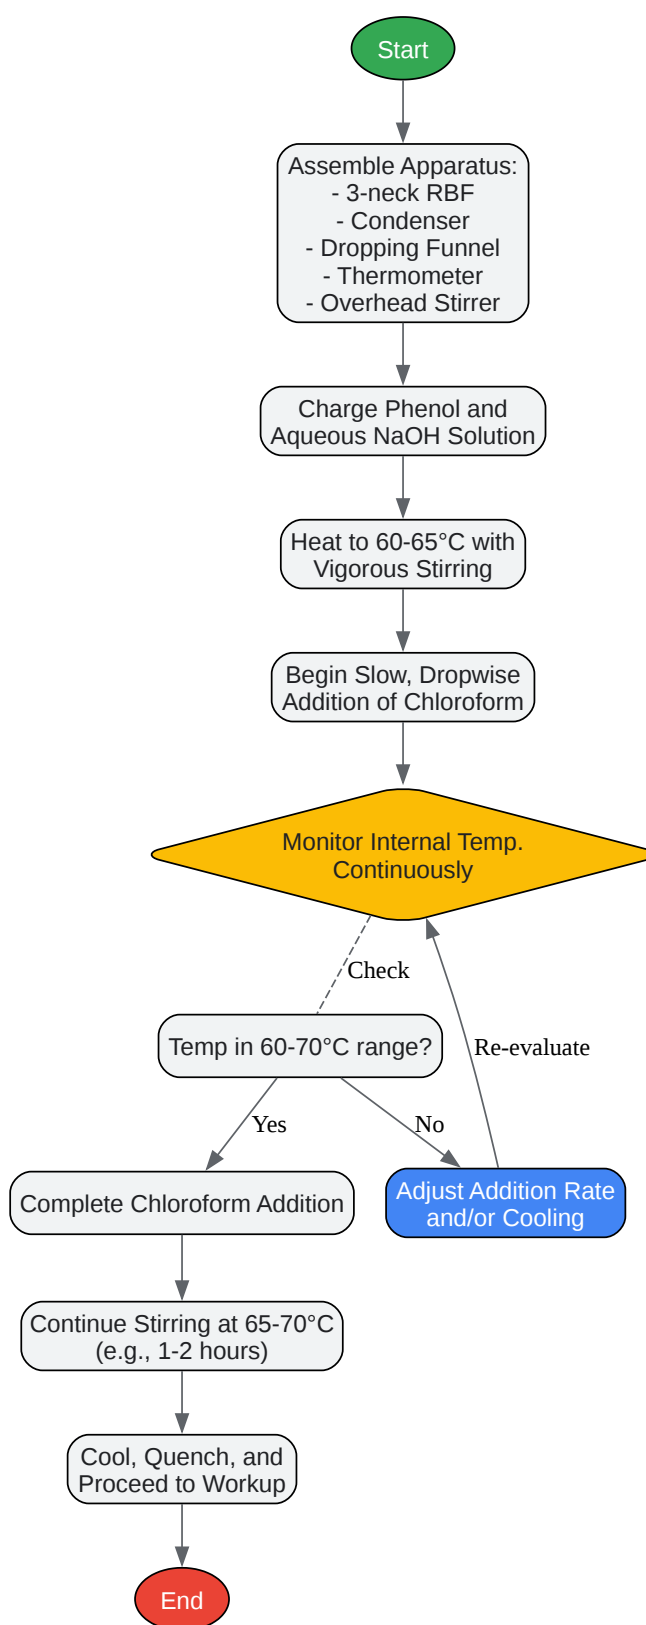 Start
Assemble Apparatus:
- 3-neck RBF
- Condenser
- Dropping Funnel
- Thermometer
- Overhead Stirrer
Charge Phenol and
Aqueous NaOH Solution
Heat to 60-65°C with
Vigorous Stirring
Begin Slow, Dropwise
Addition of Chloroform
Monitor Internal Temp.
Continuously
Check
Temp in 60-70°C range?
Re-evaluate
Yes
No
Complete Chloroform Addition
Adjust Addition Rate
and/or Cooling
Continue Stirring at 65-70°C
(e.g., 1-2 hours)
Cool, Quench, and
Proceed to Workup
End